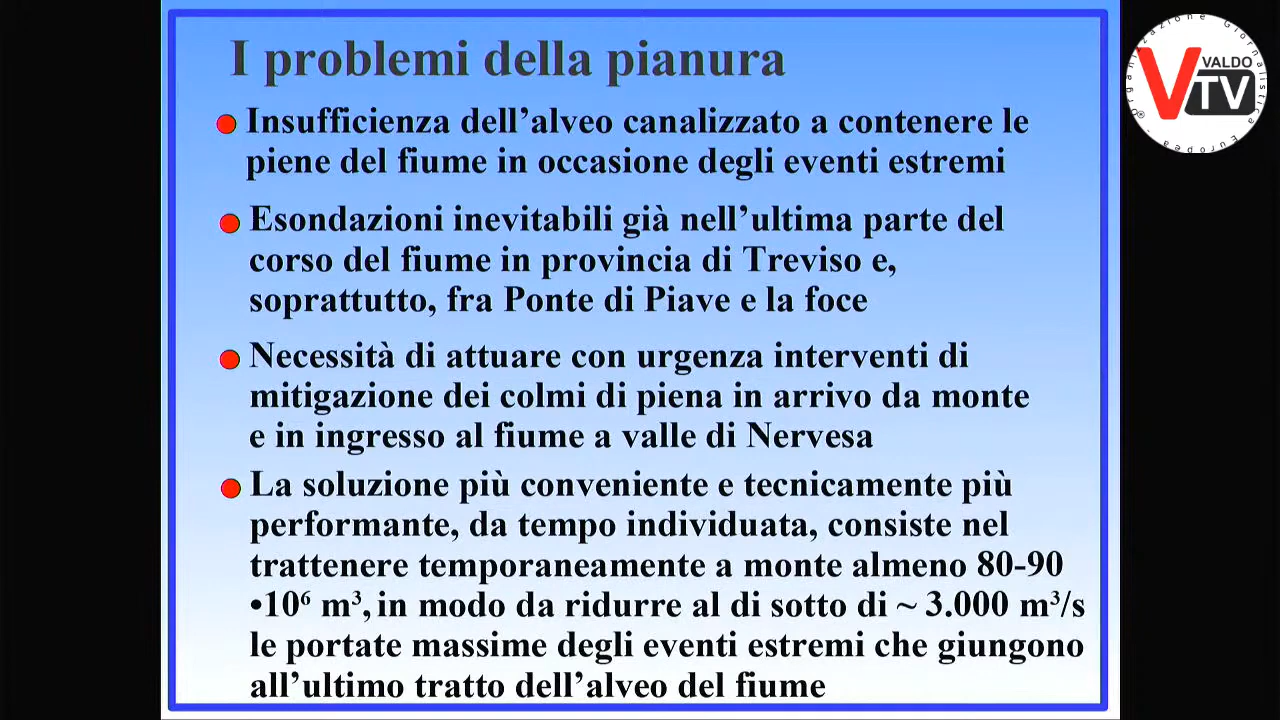 I problemi della pianura
Insufficienza dell’alveo canalizzato a contenere le
piene del fiume in occasione degli eventi estremi
Esondazioni inevitabili già nell’ultima parte del
corso del fiume in provincia di Treviso e,
soprattutto, fra Ponte di Piave e la foce
Necessità di attuare con urgenza interventi di
mitigazione dei colmi di piena in arrivo da monte
e in ingresso al fiume a valle di Nervesa
La soluzione più conveniente e tecnicamente più
performante, da tempo individuata, consiste nel
trattenere temporaneamente a monte almeno 80-90
•10⁶ m³, in modo da ridurre al di sotto di ~ 3.000 m³/s
le portate massime degli eventi estremi che giungono
all’ultimo tratto dell’alveo del fiume
VALDO
VTV
Organizzazione Giornalistica Europea ®